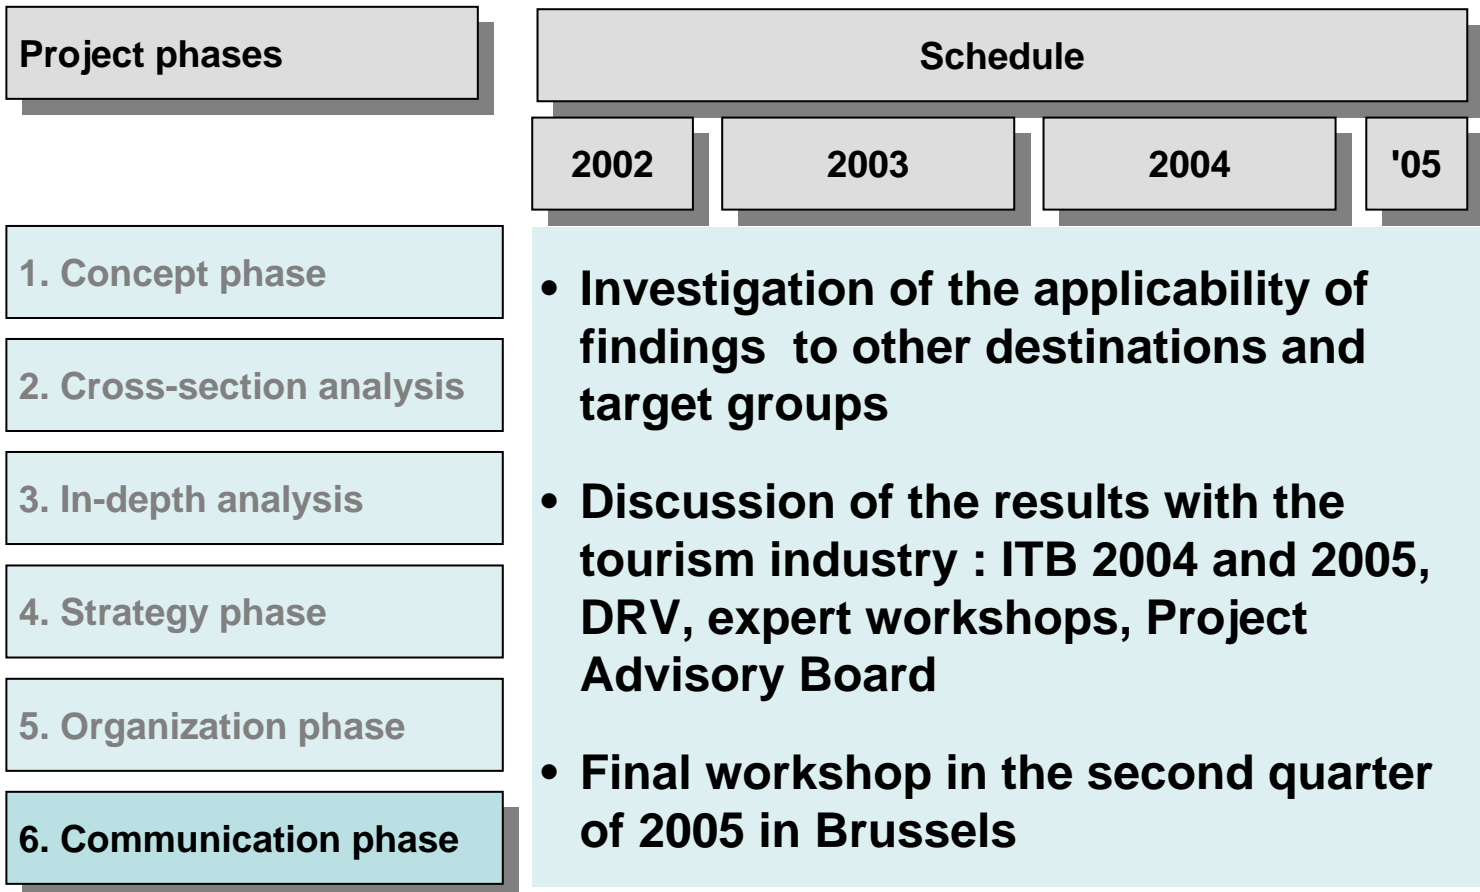 Project phases
Schedule
2002
2003
2004
'05
1. Concept phase
2. Cross-section analysis
3. In-depth analysis
4. Strategy phase
5. Organization phase
6. Communication phase
• Investigation of the applicability of
findings  to other destinations and
target groups
• Discussion of the results with the
tourism industry : ITB 2004 and 2005,
DRV, expert workshops, Project
Advisory Board
• Final workshop in the second quarter
of 2005 in Brussels